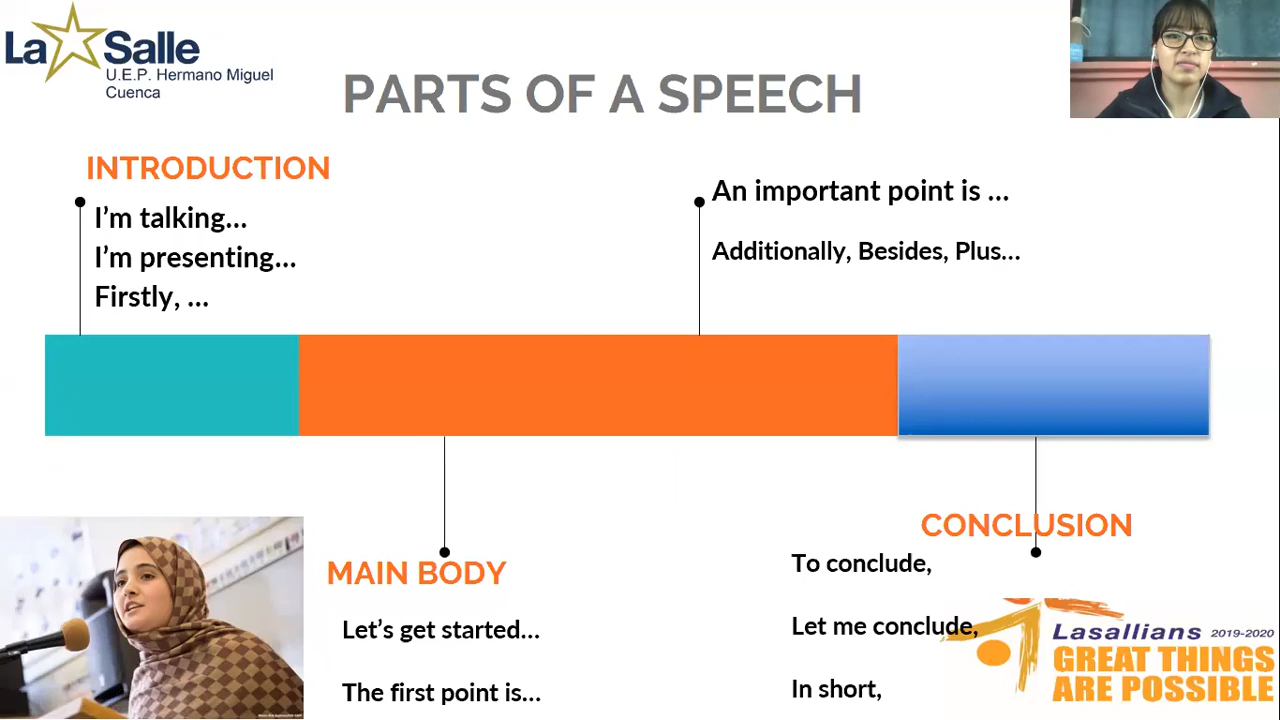 La Salle
U.E.P. Hermano Miguel
Cuenca
PARTS OF A SPEECH
INTRODUCTION
I'm talking...
I'm presenting...
Firstly, ...
An important point is ...
Additionally, Besides, Plus...
MAIN BODY
Let's get started...
The first point is...
CONCLUSION
To conclude,
Let me conclude,
In short,
Lasallians 2019-2020
GREAT THINGS
ARE POSSIBLE